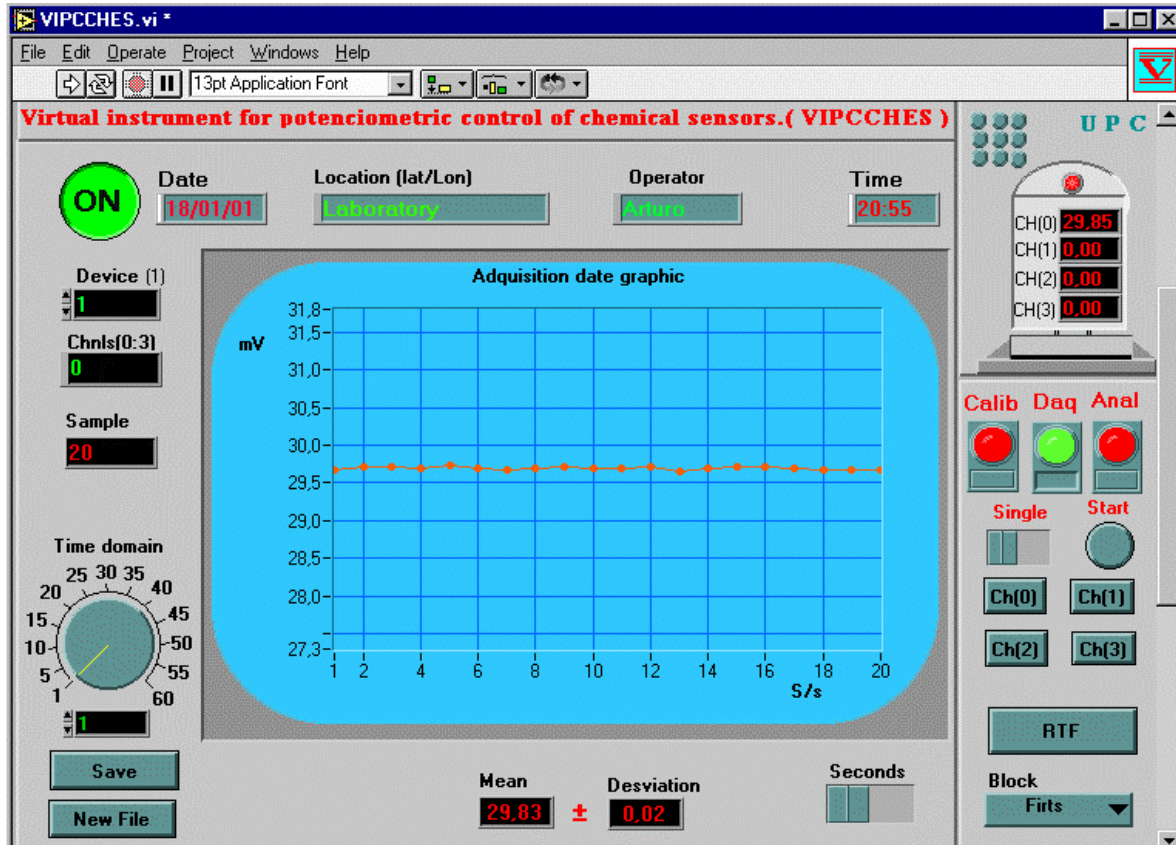 VIPCCHES.vi *
File Edit Operate Project Windows Help
13pt Application Font
V
Virtual instrument for potenciometric control of chemical sensors.( VIPCCHES )
U P C
ON
Date
18/01/01
Location (lat/Lon)
Laboratory
Operator
Arturo
Time
20:55
CH(0) 29,85
CH(1) 0,00
CH(2) 0,00
CH(3) 0,00
Device (1)
1
Chnls(0:3)
0
Sample
20
Adquisition date graphic
mV
31,8
31,5
31,0
30,5
30,0
29,5
29,0
28,5
28,0
27,3
1 2 4 6 8 10 12 14 16 18 20
S/s
Calib Daq Anal
Single Start
Ch(0) Ch(1)
Ch(2) Ch(3)
Time domain
1 5 10 15 20 25 30 35 40 45 50 55 60
1
Save
New File
Mean
29,83
±
Desviation
0,02
Seconds
RTF
Block
Firts